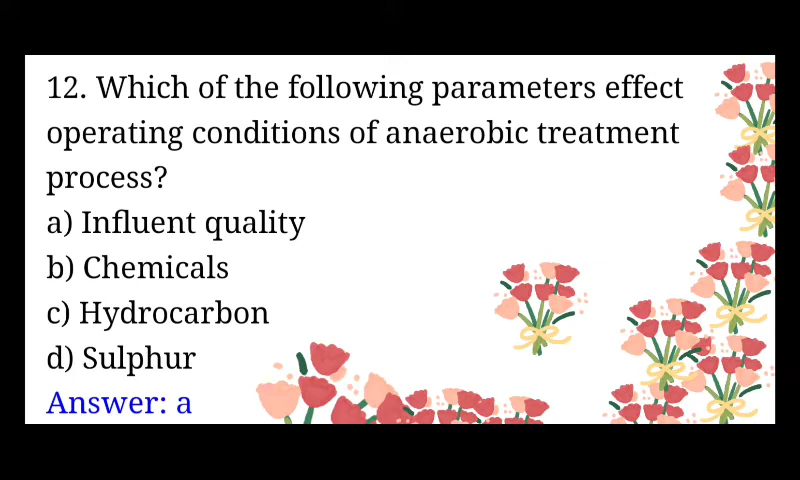 12. Which of the following parameters effect
operating conditions of anaerobic treatment
process?
a) Influent quality
b) Chemicals
c) Hydrocarbon
d) Sulphur
Answer: a